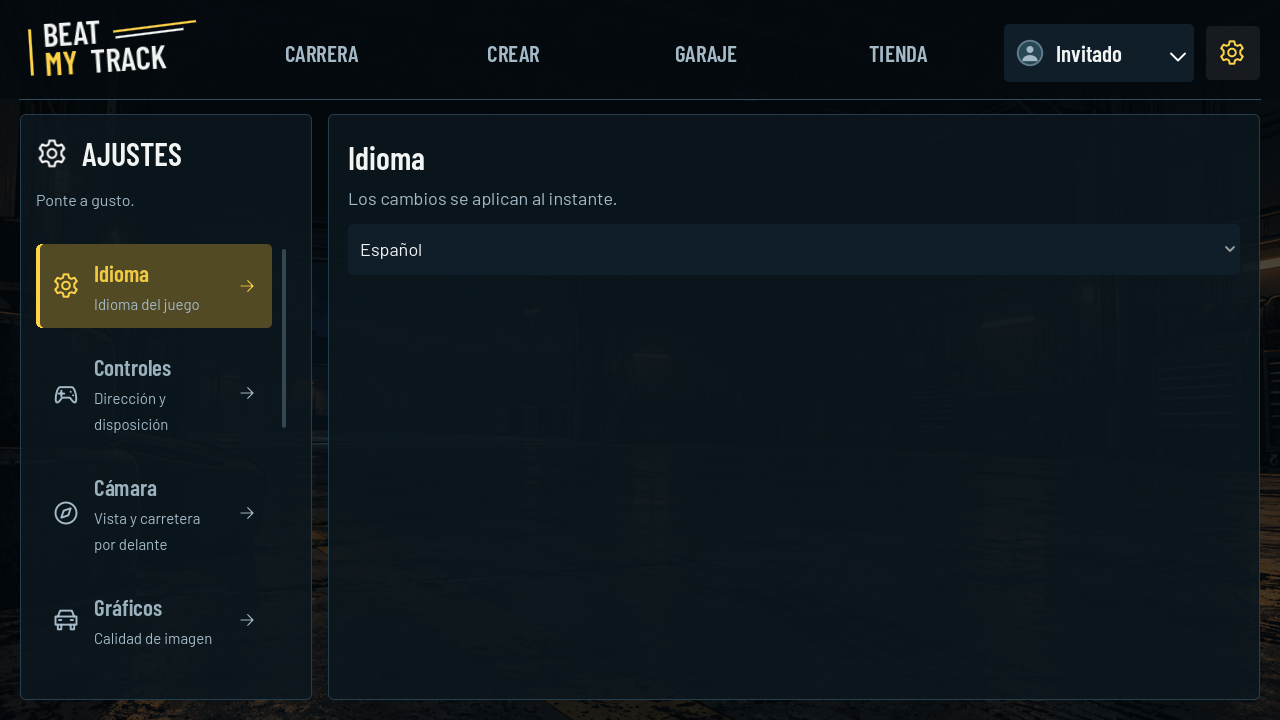 BEAT
MY TRACK
CARRERA
CREAR
GARAJE
TIENDA
Invitado
AJUSTES
Ponte a gusto.
Idioma
Idioma del juego
Controles
Dirección y
disposición
Cámara
Vista y carretera
por delante
Gráficos
Calidad de imagen
Idioma
Los cambios se aplican al instante.
Español